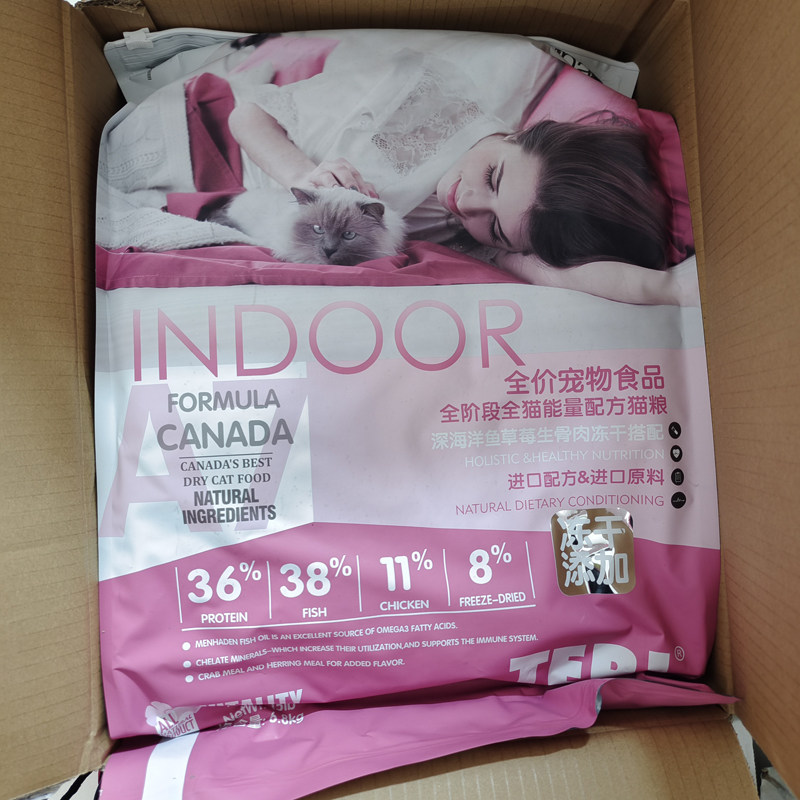 INDOOR
FORMULA
CANADA
CANADA'S BEST
DRY CAT FOOD
NATURAL
INGREDIENTS
全价宠物食品
全阶段全猫能量配方猫粮
深海洋鱼草莓生骨肉冻干搭配
HOLISTIC &HEALTHY NUTRITION
进口配方&进口原料
NATURAL DIETARY CONDITIONING
冻干
添加
36% PROTEIN
38% FISH
11% CHICKEN
8% FREEZE-DRIED
MENHADEN FISH OIL IS AN EXCELLENT SOURCE OF OMEGA3 FATTY ACIDS.
CHELATE MINERALS-WHICH INCREASE THEIR UTILIZATION,AND SUPPORTS THE IMMUNE SYSTEM.
CRAB MEAL AND HERRING MEAL FOR ADDED FLAVOR.